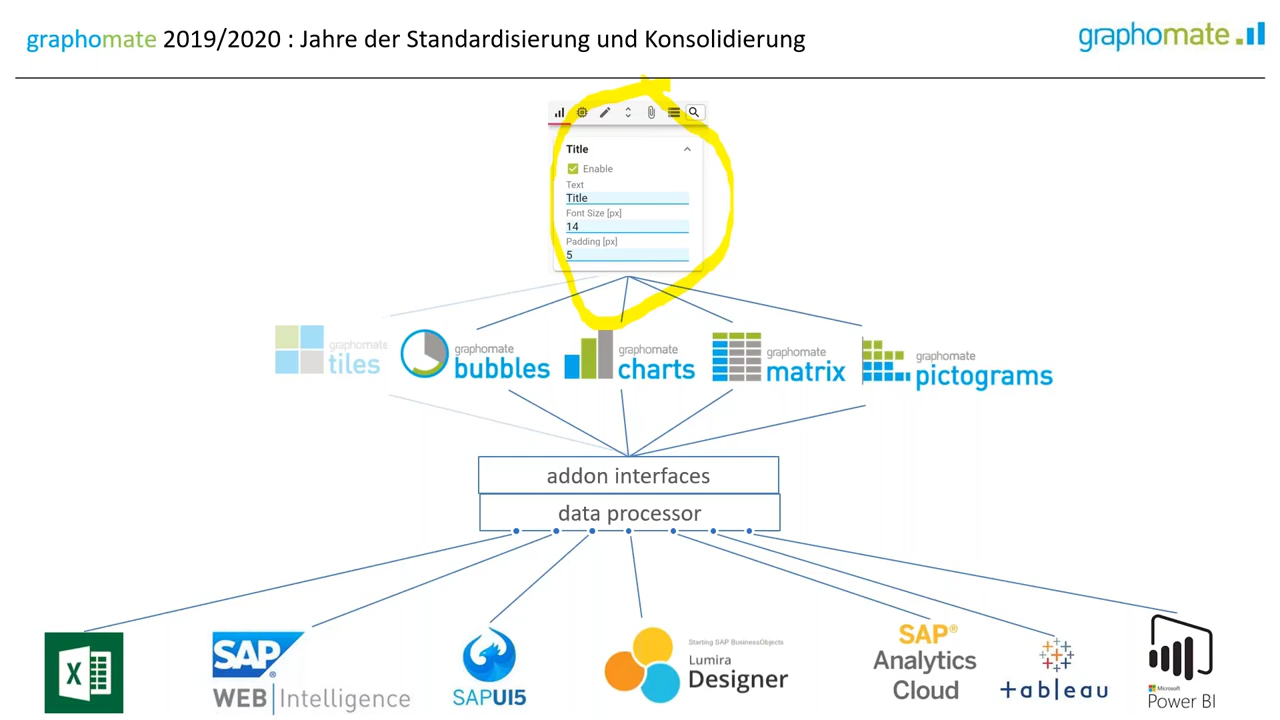 graphomate 2019/2020 : Jahre der Standardisierung und Konsolidierung
graphomate
Title
Enable
Text
Title
Font Size [px]
14
Padding [px]
5
graphomate
tiles
graphomate
bubbles
graphomate
charts
graphomate
matrix
graphomate
pictograms
addon interfaces
data processor
X
SAP
WEB|Intelligence
SAPUI5
Starting SAP BusinessObjects
Lumira
Designer
SAP®
Analytics
Cloud
+ableau
Microsoft
Power BI